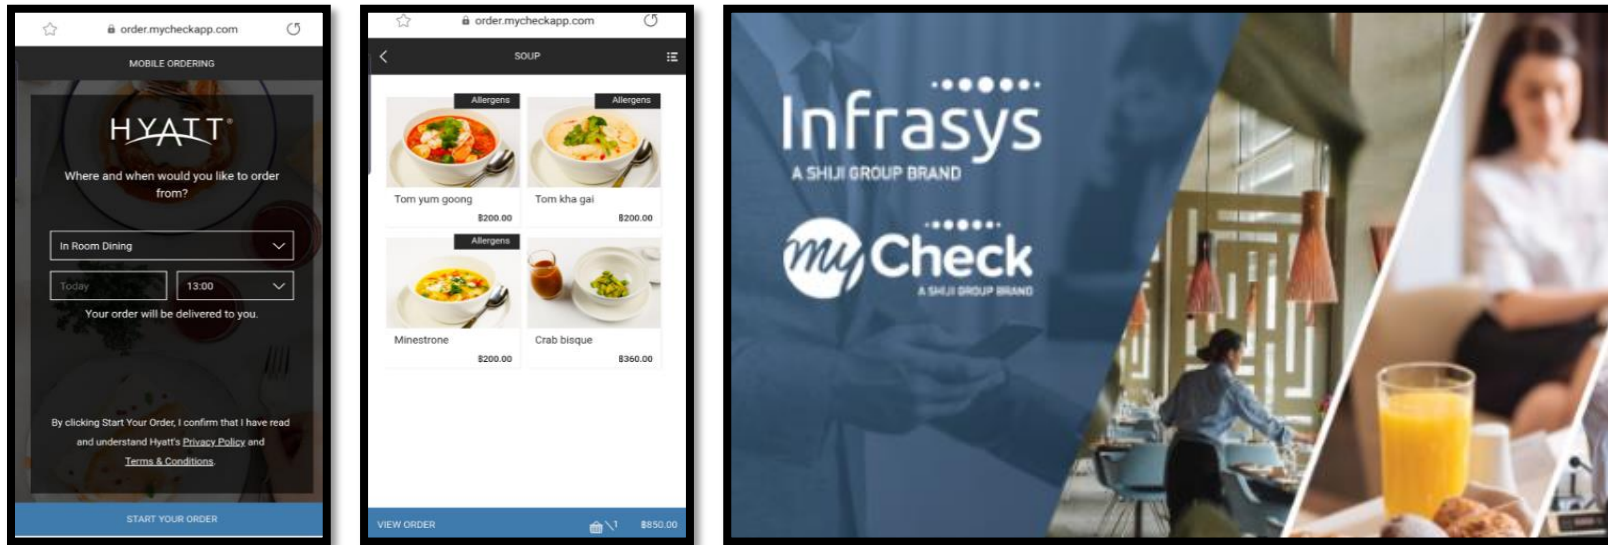 order.mycheckapp.com
MOBILE ORDERING
HYATT®
Where and when would you like to order
from?
In Room Dining
Today
13:00
Your order will be delivered to you.
By clicking Start Your Order, I confirm that I have read
and understand Hyatt's Privacy Policy and
Terms & Conditions.
START YOUR ORDER
order.mycheckapp.com
SOUP
Allergens
Allergens
Tom yum goong
Tom kha gai
฿200.00
฿200.00
Allergens
Minestrone
Crab bisque
฿200.00
฿360.00
VIEW ORDER
1
฿850.00
Infrasys
A SHIJI GROUP BRAND
my Check
A SHIJI GROUP BRAND